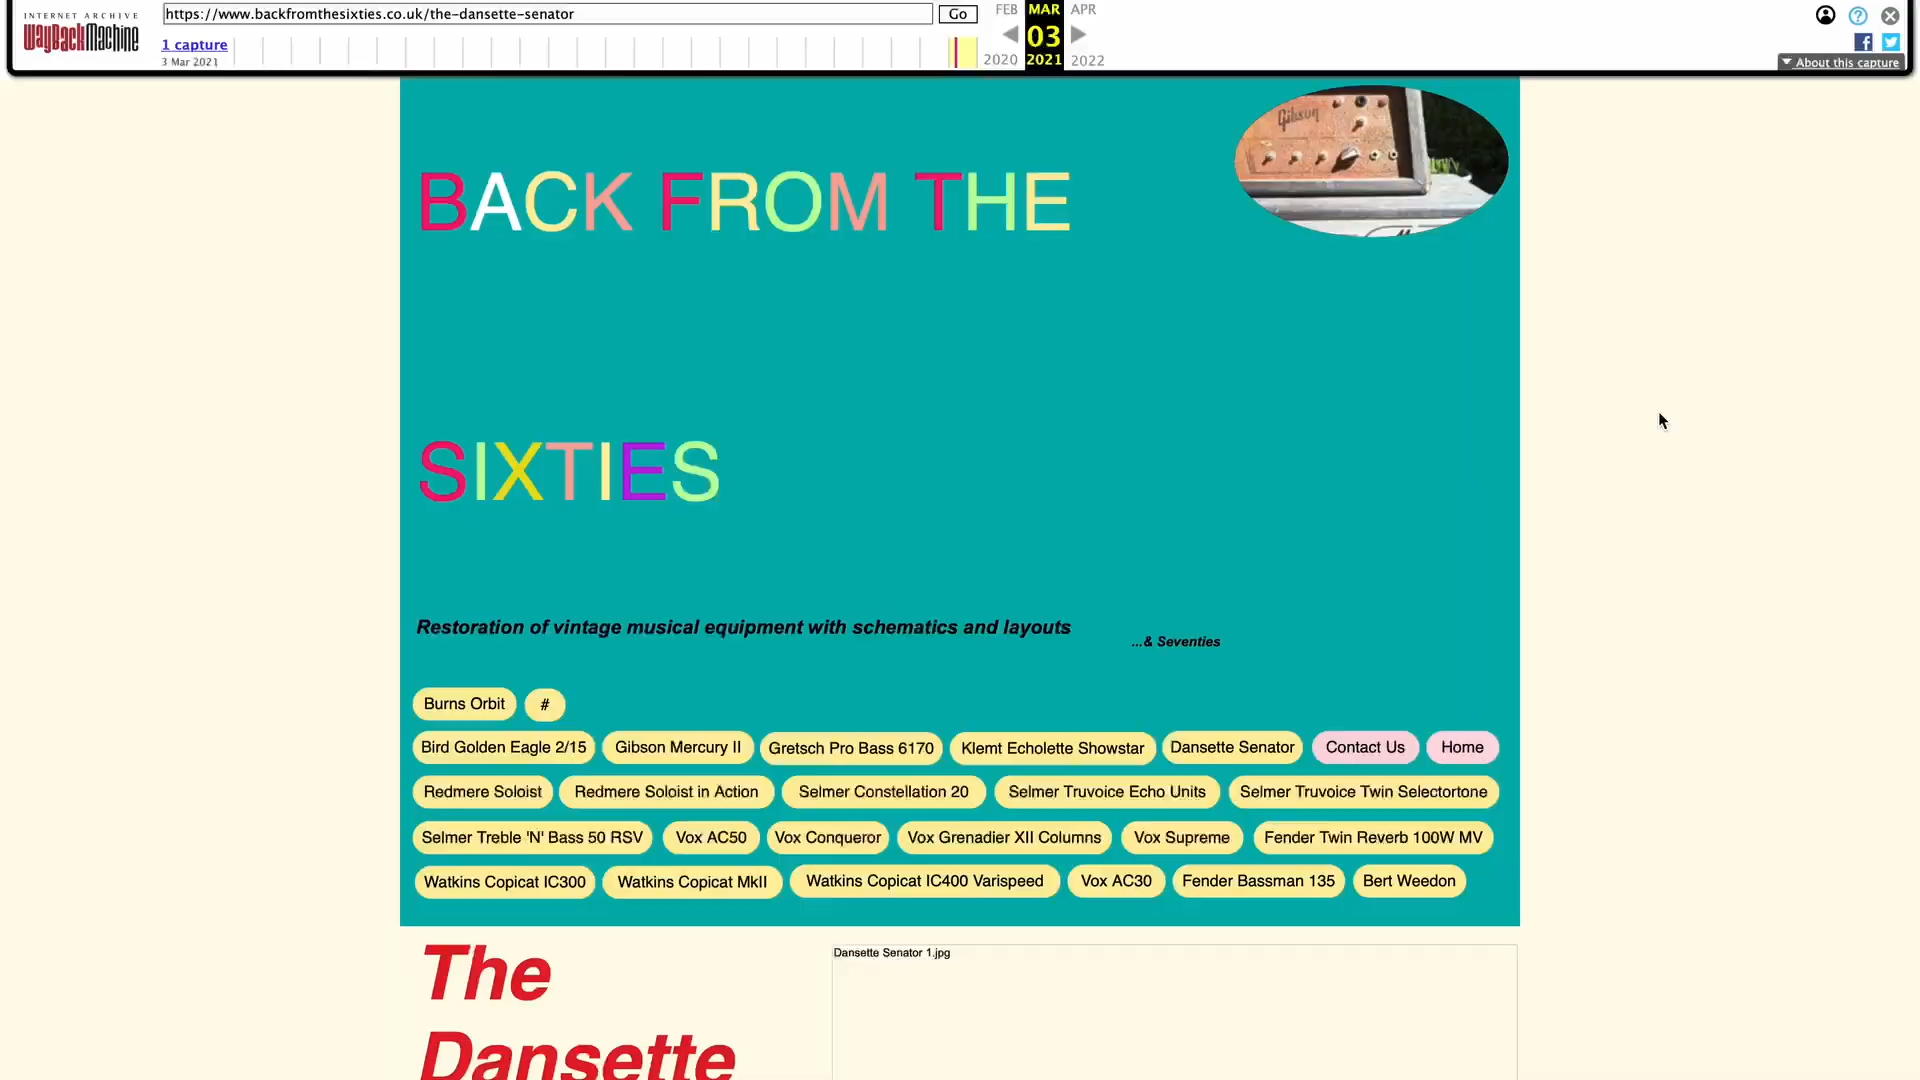 INTERNET ARCHIVE
WayBackMachine
https://www.backfromthesixties.co.uk/the-dansette-senator
Go
FEB MAR APR
1 capture
03
3 Mar 2021
2020 2021 2022
About this capture
Gibson
BACK FROM THE
SIXTIES
Restoration of vintage musical equipment with schematics and layouts
...& Seventies
Burns Orbit #
Bird Golden Eagle 2/15 Gibson Mercury II Gretsch Pro Bass 6170 Klemt Echolette Showstar Dansette Senator Contact Us Home
Redmere Soloist Redmere Soloist in Action Selmer Constellation 20 Selmer Truvoice Echo Units Selmer Truvoice Twin Selectortone
Selmer Treble 'N' Bass 50 RSV Vox AC50 Vox Conqueror Vox Grenadier XII Columns Vox Supreme Fender Twin Reverb 100W MV
Watkins Copicat IC300 Watkins Copicat MkII Watkins Copicat IC400 Varispeed Vox AC30 Fender Bassman 135 Bert Weedon
The
Dansette
Dansette Senator 1.jpg